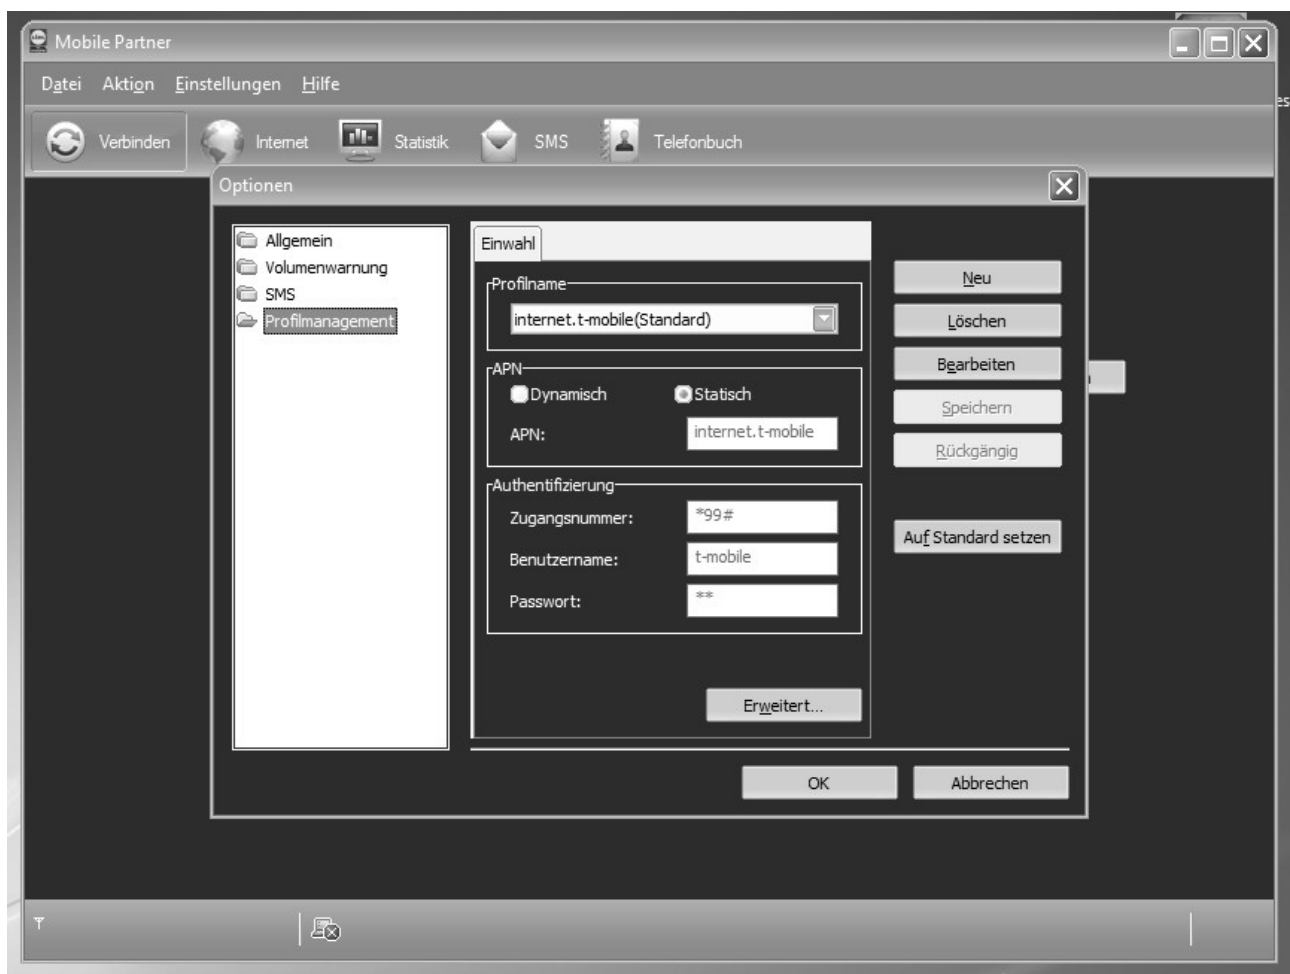 Mobile Partner
Datei Aktion Einstellungen Hilfe
Verbinden Internet Statistik SMS Telefonbuch
Optionen
Allgemein
Volumenwarnung
SMS
Profilmanagement
Einwahl
Profilname
internet.t-mobile(Standard)
APN
Dynamisch Statisch
APN: internet.t-mobile
Authentifizierung
Zugangsnummer: *99#
Benutzername: t-mobile
Passwort: **
Erweitert...
Neu
Löschen
Bearbeiten
Speichern
Rückgängig
Auf Standard setzen
OK Abbrechen